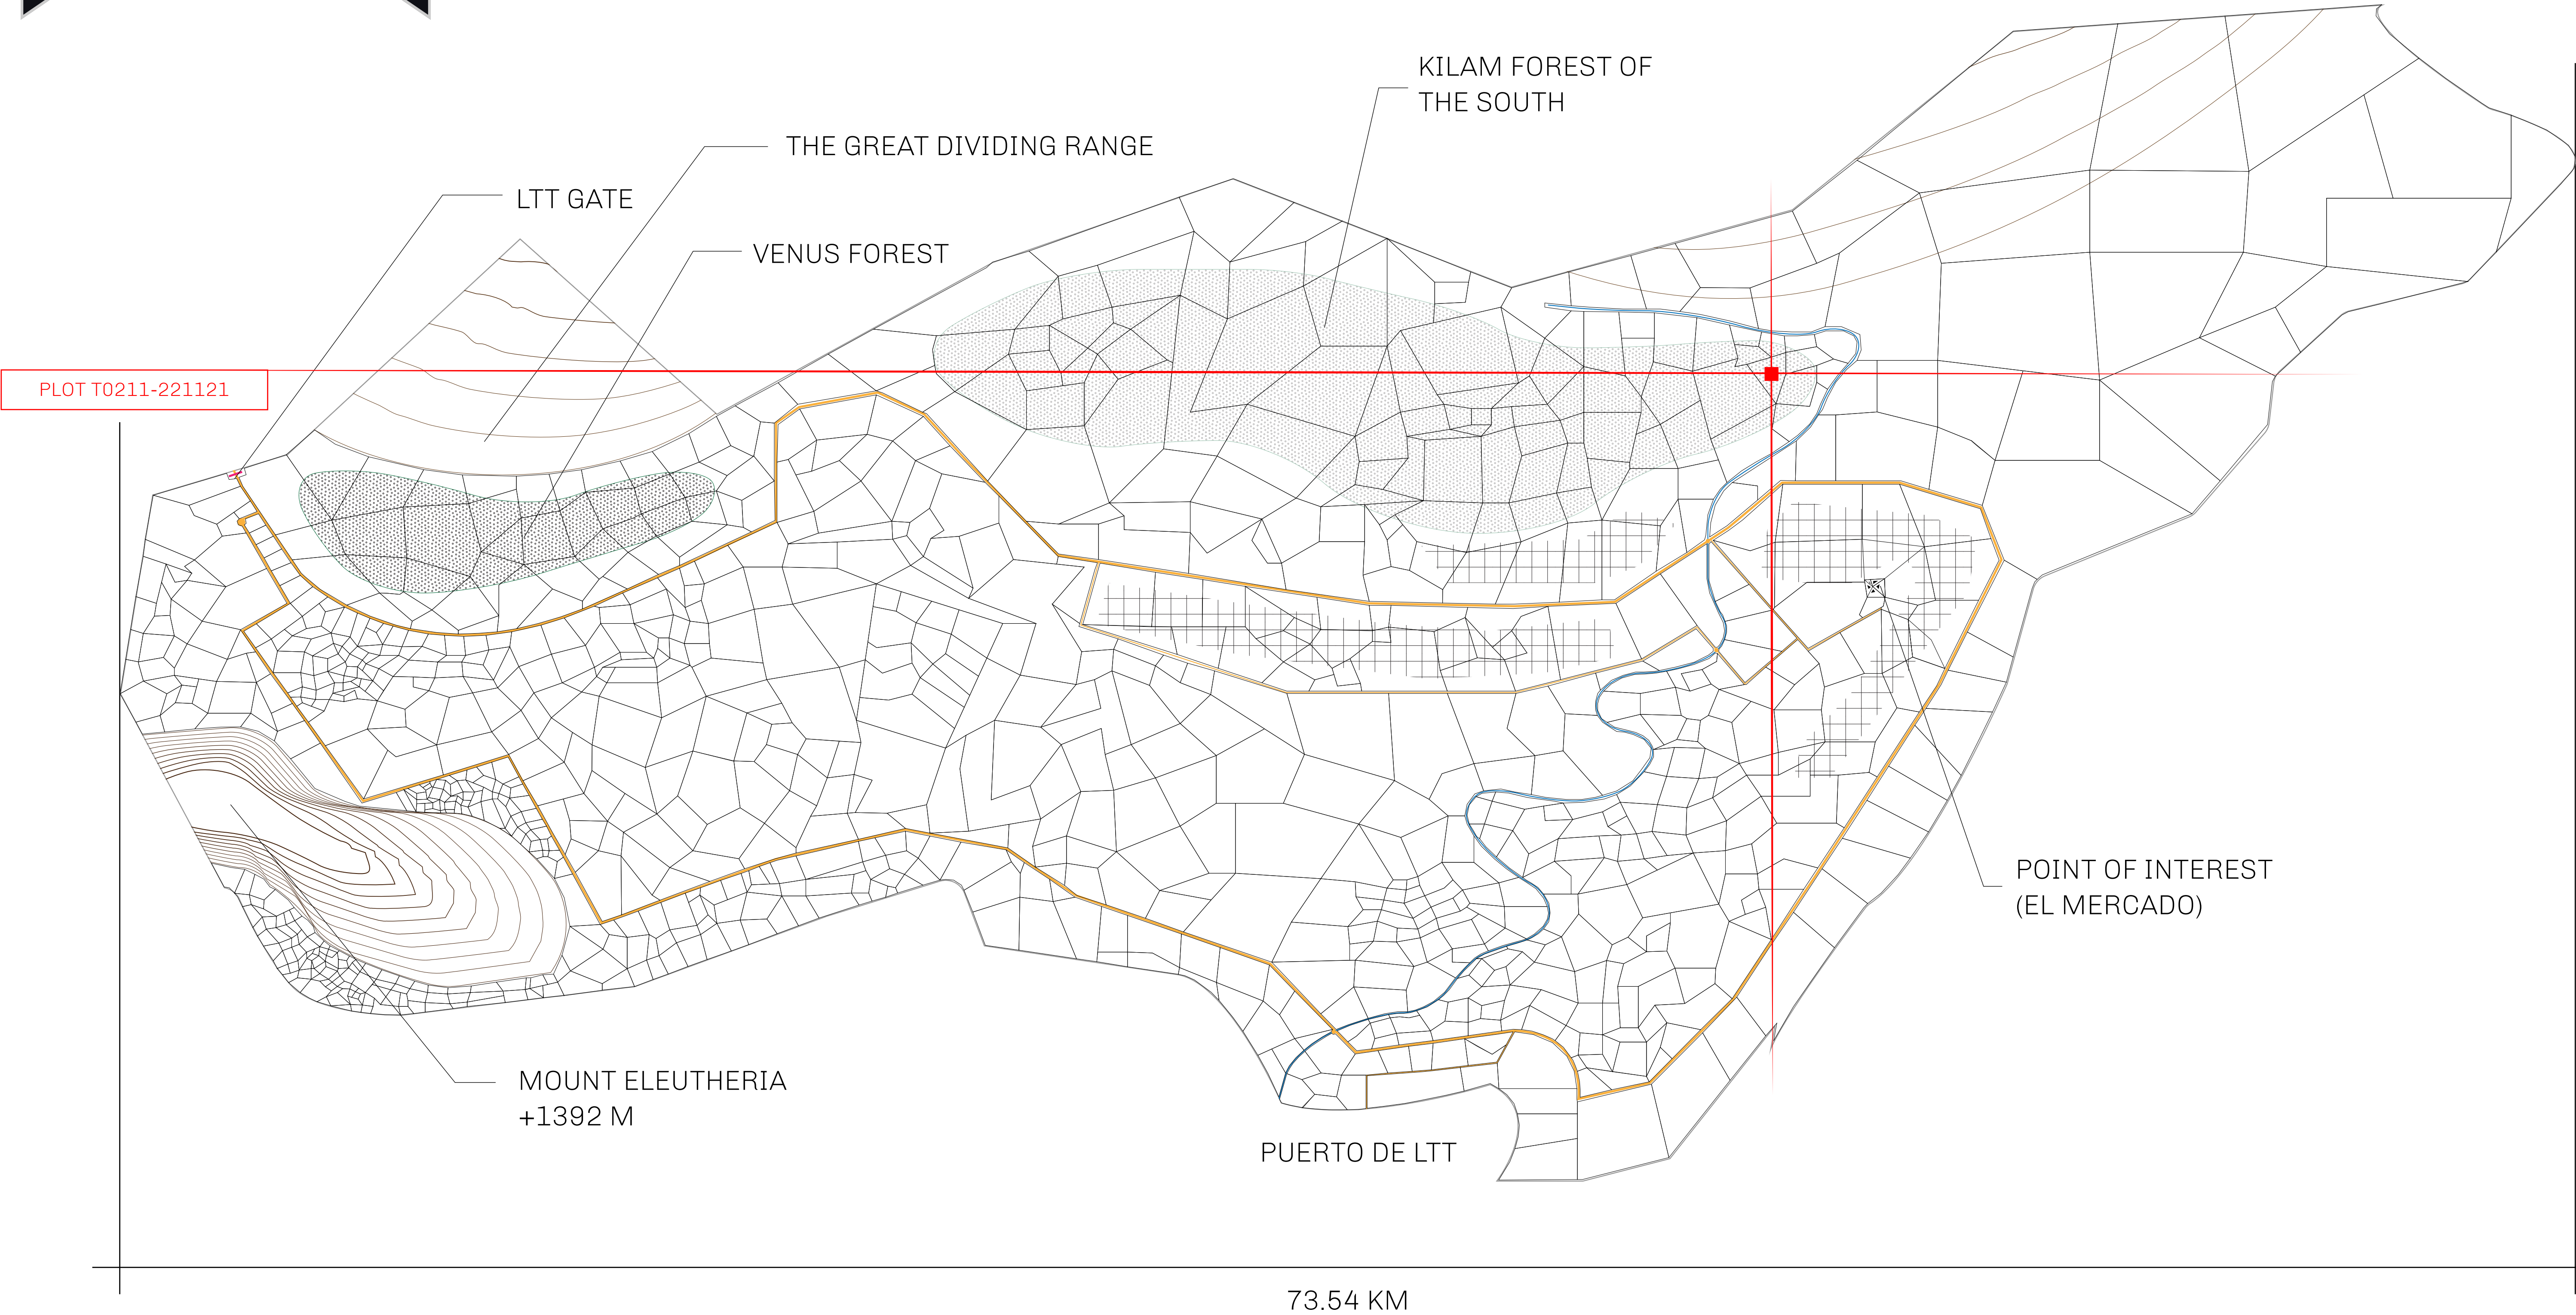 KILAM FOREST OF
THE SOUTH
THE GREAT DIVIDING RANGE
LTT GATE
VENUS FOREST
PLOT T0211-221121
POINT OF INTEREST
(EL MERCADO)
MOUNT ELEUTHERIA
+1392 M
PUERTO DE LTT
73.54 KM